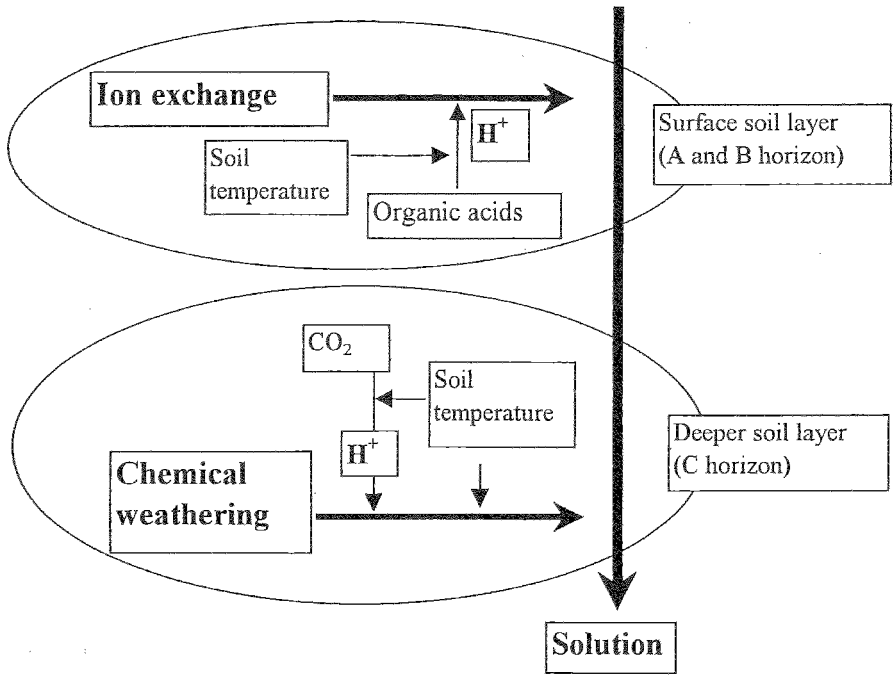 Ion exchange
H⁺
Surface soil layer
(A and B horizon)
Soil
temperature
Organic acids
CO₂
Soil
temperature
H⁺
Deeper soil layer
(C horizon)
Chemical
weathering
Solution